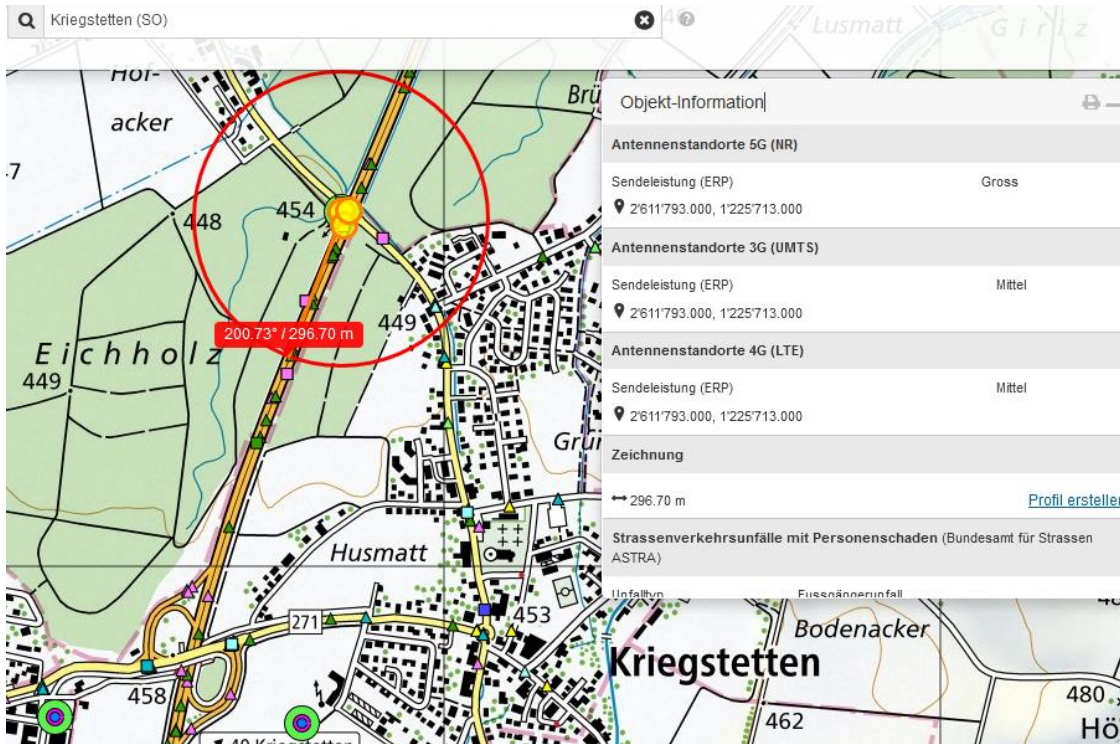 Kriegstetten (SO)
Lusmatt
Giriz
Hof-
acker
Brü
448
454
449
Eichholz
449
200.73° / 296.70 m
Grü
Husmatt
271
453
458
Kriegstetten
Bodenacker
462
480
Hö
Objekt-Information
Antennenstandorte 5G (NR)
Sendeleistung (ERP) Gross
2'611'793.000, 1'225'713.000
Antennenstandorte 3G (UMTS)
Sendeleistung (ERP) Mittel
2'611'793.000, 1'225'713.000
Antennenstandorte 4G (LTE)
Sendeleistung (ERP) Mittel
2'611'793.000, 1'225'713.000
Zeichnung
296.70 m Profil erstellen
Strassenverkehrsunfälle mit Personenschaden (Bundesamt für Strassen
ASTRA)
Unfalltyp Fussgängerunfall